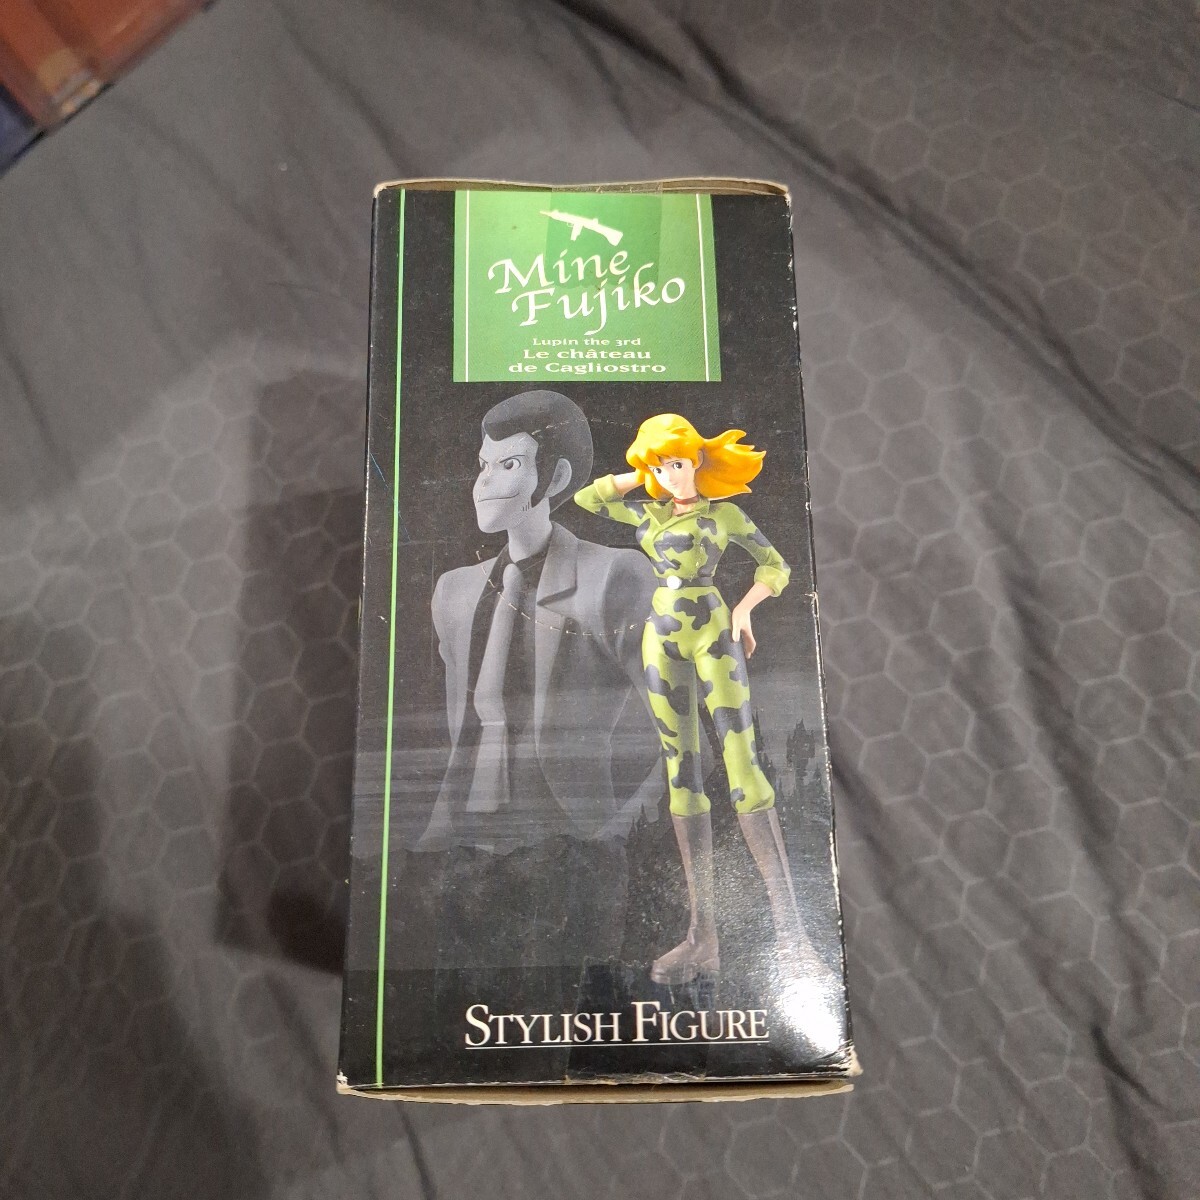 Mine
Fujiko
Lupin the 3rd
Le château
de Cagliostro
STYLISH FIGURE